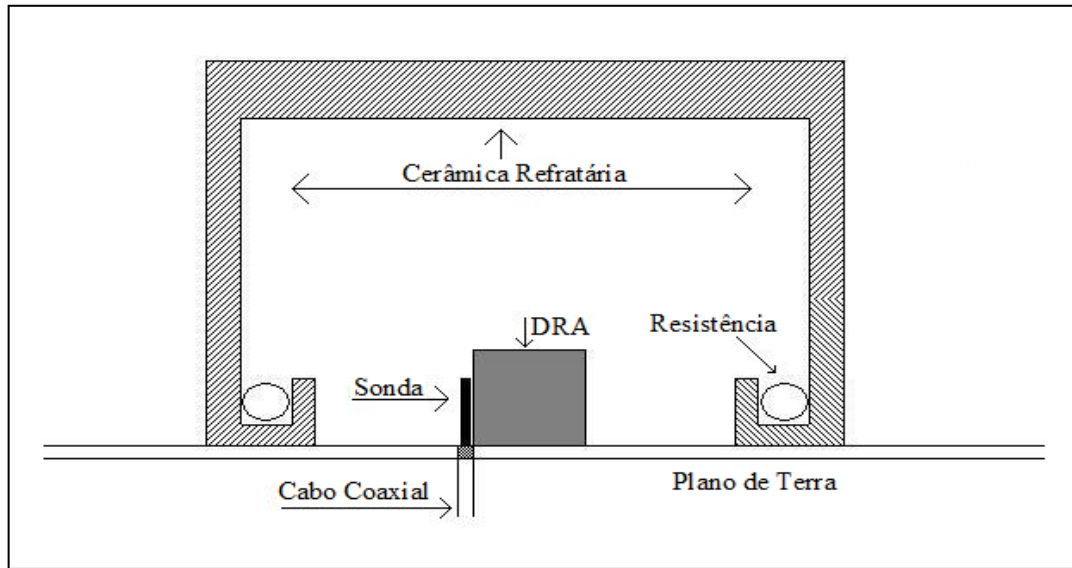 Cerâmica Refratária
DRA
Resistência
Sonda
Plano de Terra
Cabo Coaxial